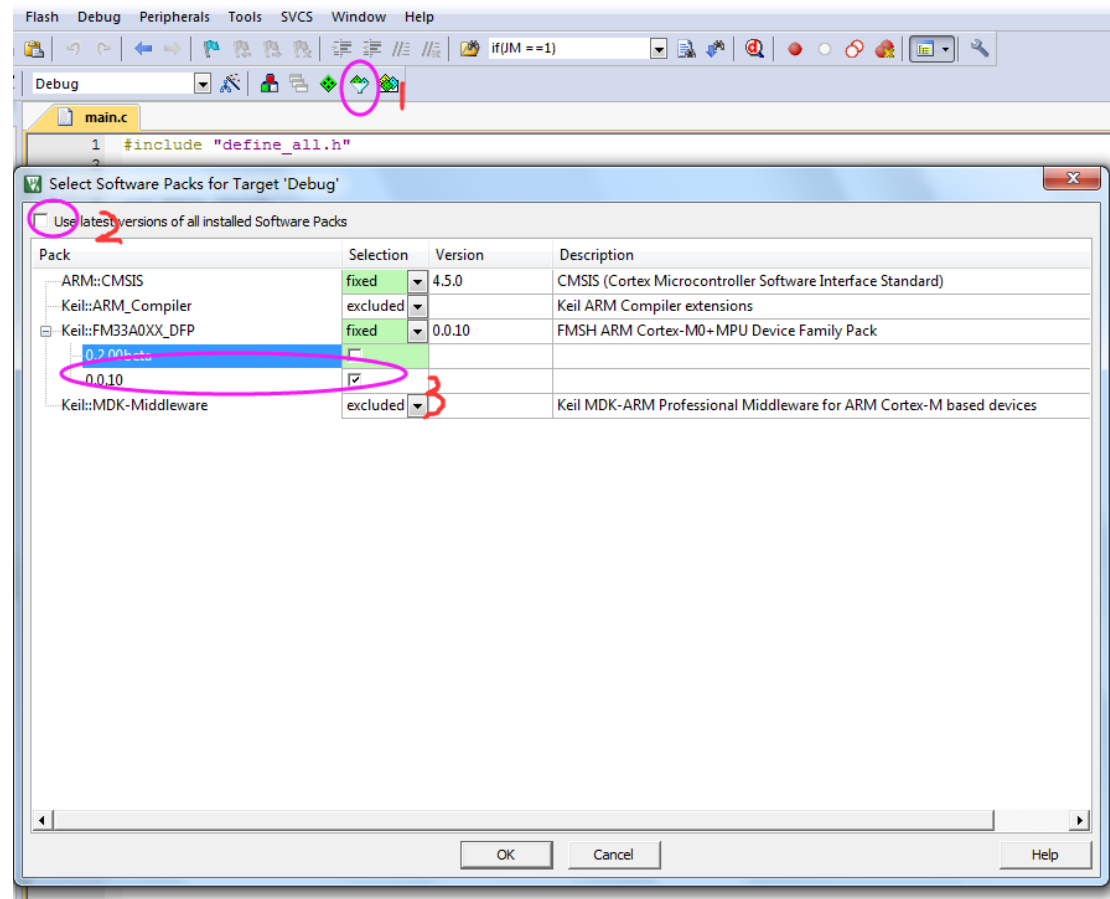 Flash Debug Peripherals Tools SVCS Window Help
if(JM ==1)
Debug
1
main.c
1 #include "define_all.h"
2
Select Software Packs for Target 'Debug'
Use latest versions of all installed Software Packs
2
Pack Selection Version Description
ARM::CMSIS fixed 4.5.0 CMSIS (Cortex Microcontroller Software Interface Standard)
Keil::ARM_Compiler excluded Keil ARM Compiler extensions
Keil::FM33A0XX_DFP fixed 0.0.10 FMSH ARM Cortex-M0+MPU Device Family Pack
0.2.00beta
0.0.10
3
Keil::MDK-Middleware excluded Keil MDK-ARM Professional Middleware for ARM Cortex-M based devices
OK Cancel Help